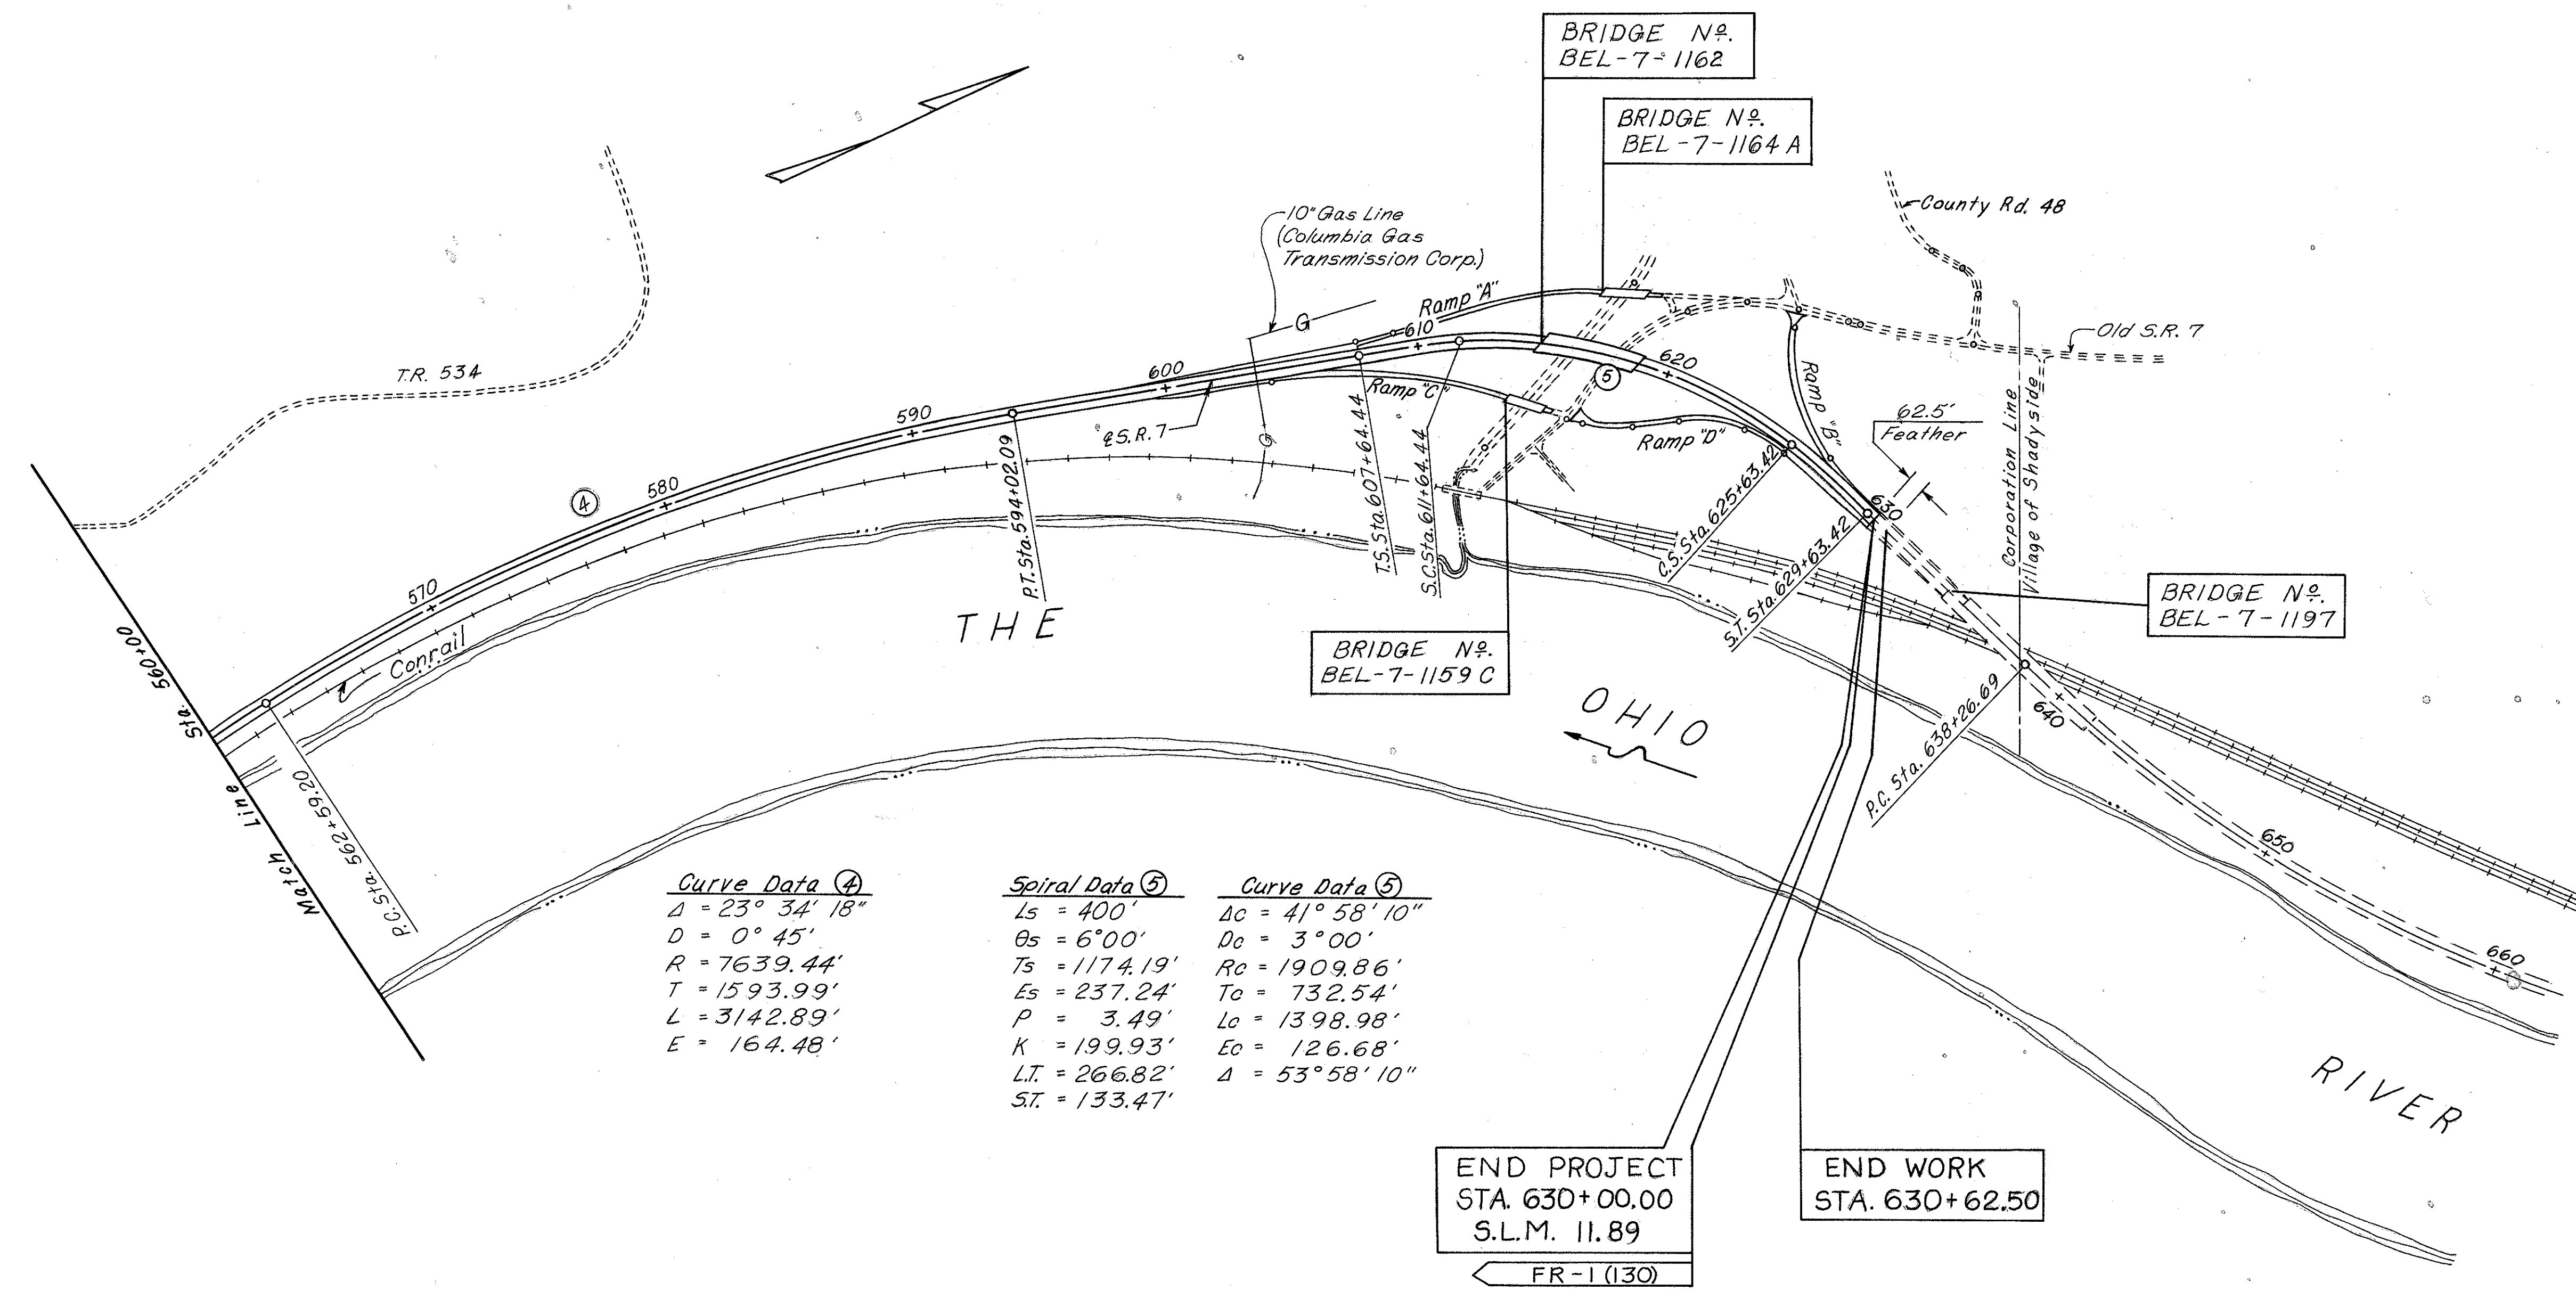 BRIDGE Nº.
BEL-7-1162
BRIDGE Nº.
BEL-7-1164 A
County Rd. 48
10" Gas Line
(Columbia Gas
Transmission Corp.)
G
Ramp "A"
610
Old S.R. 7
T.R. 534
600
620
5
Ramp "C"
Ramp "B"
590
℄ S.R. 7
G
Ramp "D"
62.5'
Feather
Corporation Line
Village of Shadyside
580
4
P.T. Sta. 594+02.09
T.S. Sta. 607+64.44
S.C. Sta. 611+64.44
C.S. Sta. 625+63.42
S.T. Sta. 629+63.42
630
570
BRIDGE Nº.
BEL-7-1197
THE
Conrail
BRIDGE Nº.
BEL-7-1159 C
Sta. 560+00
Match Line
P.C. Sta. 562+59.20
OHIO
P.C. Sta. 638+26.69
640
650
660
RIVER
Curve Data 4
Δ = 23° 34' 18"
D = 0° 45'
R = 7639.44'
T = 1593.99'
L = 3142.89'
E = 164.48'
Spiral Data 5
Ls = 400'
θs = 6°00'
Ts = 1174.19'
Es = 237.24'
P = 3.49'
K = 199.93'
L.T. = 266.82'
S.T. = 133.47'
Curve Data 5
Δc = 41° 58' 10"
Dc = 3°00'
Rc = 1909.86'
Tc = 732.54'
Lc = 1398.98'
Ec = 126.68'
Δ = 53°58'10"
END PROJECT
STA. 630+00.00
S.L.M. 11.89
FR-1(130)
END WORK
STA. 630+62.50